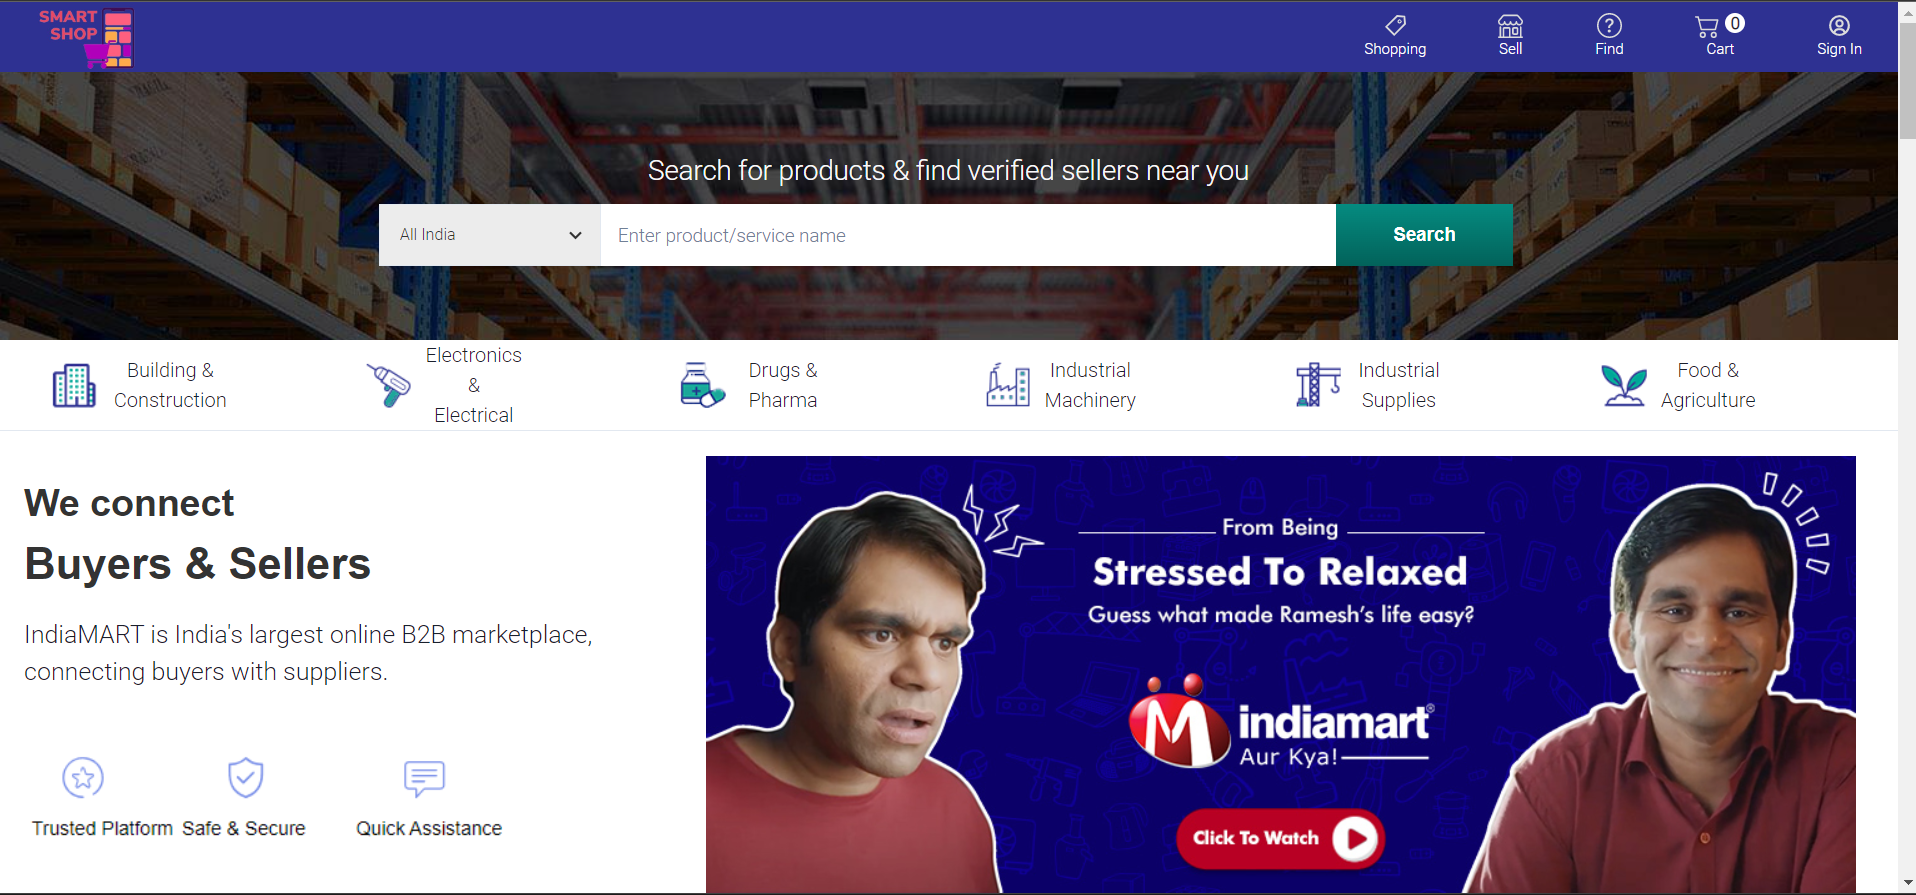 SMART
SHOP
Shopping
Sell
Find
0
Cart
Sign In
Search for products & find verified sellers near you
All India
Enter product/service name
Search
Building &
Construction
Electronics
&
Electrical
Drugs &
Pharma
Industrial
Machinery
Industrial
Supplies
Food &
Agriculture
We connect
Buyers & Sellers
IndiaMART is India's largest online B2B marketplace,
connecting buyers with suppliers.
Trusted Platform
Safe & Secure
Quick Assistance
From Being
Stressed To Relaxed
Guess what made Ramesh's life easy?
indiamart®
Aur Kya!
Click To Watch